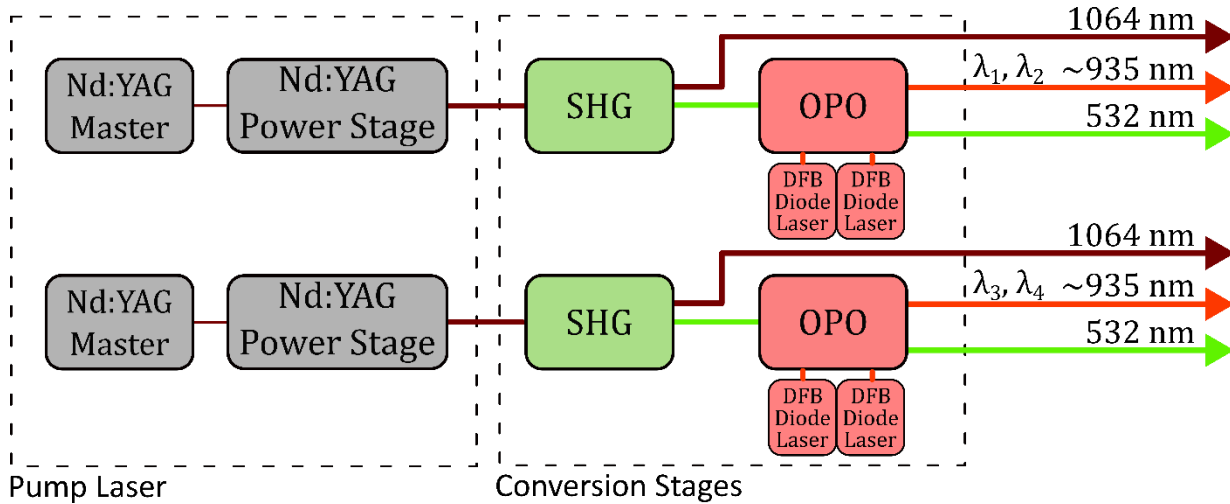 1064 nm
Nd:YAG
Master
Nd:YAG
Power Stage
SHG
OPO
λ₁, λ₂ ~935 nm
532 nm
DFB
Diode
Laser
DFB
Diode
Laser
1064 nm
Nd:YAG
Master
Nd:YAG
Power Stage
SHG
OPO
λ₃, λ₄ ~935 nm
532 nm
DFB
Diode
Laser
DFB
Diode
Laser
Pump Laser
Conversion Stages